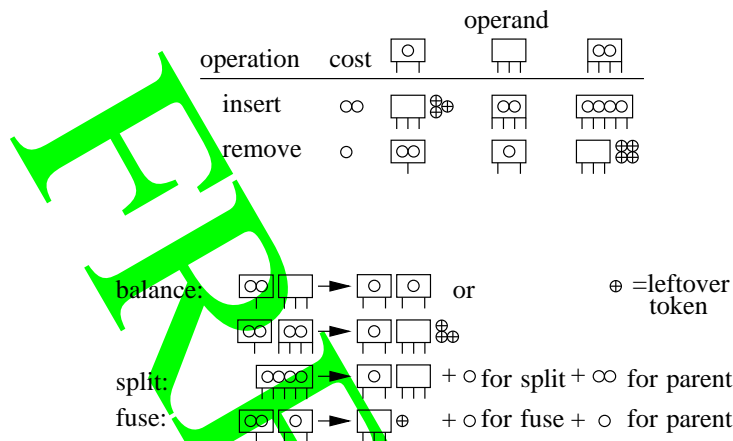 operand
operation cost
insert
remove
balance: or ⊕ =leftover
token
split: + ○ for split + ○○ for parent
fuse: + ○ for fuse + ○ for parent
FRE